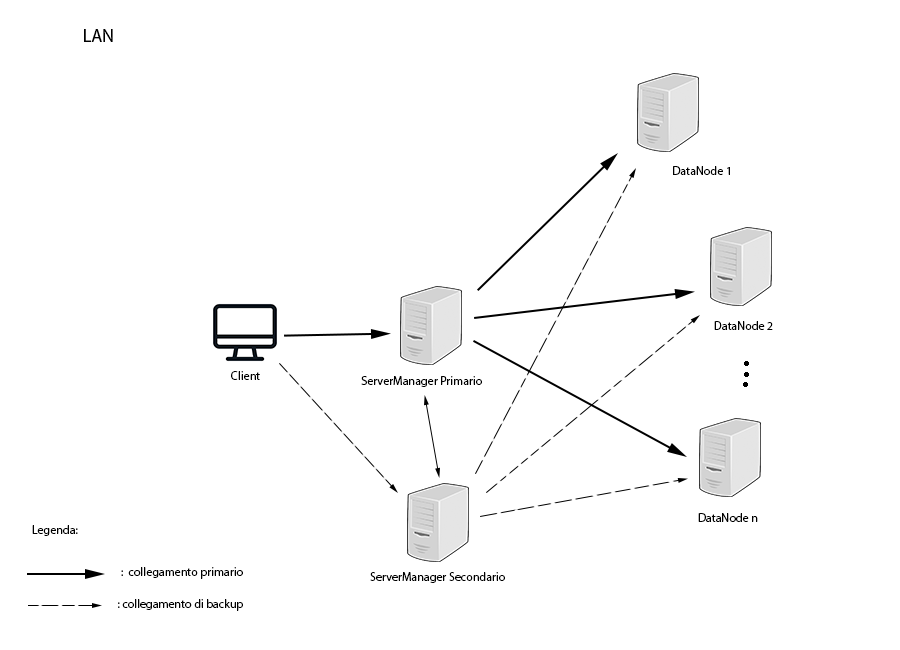 LAN
DataNode 1
DataNode 2
Client
ServerManager Primario
DataNode n
Legenda:
: collegamento primario
ServerManager Secondario
: collegamento di backup